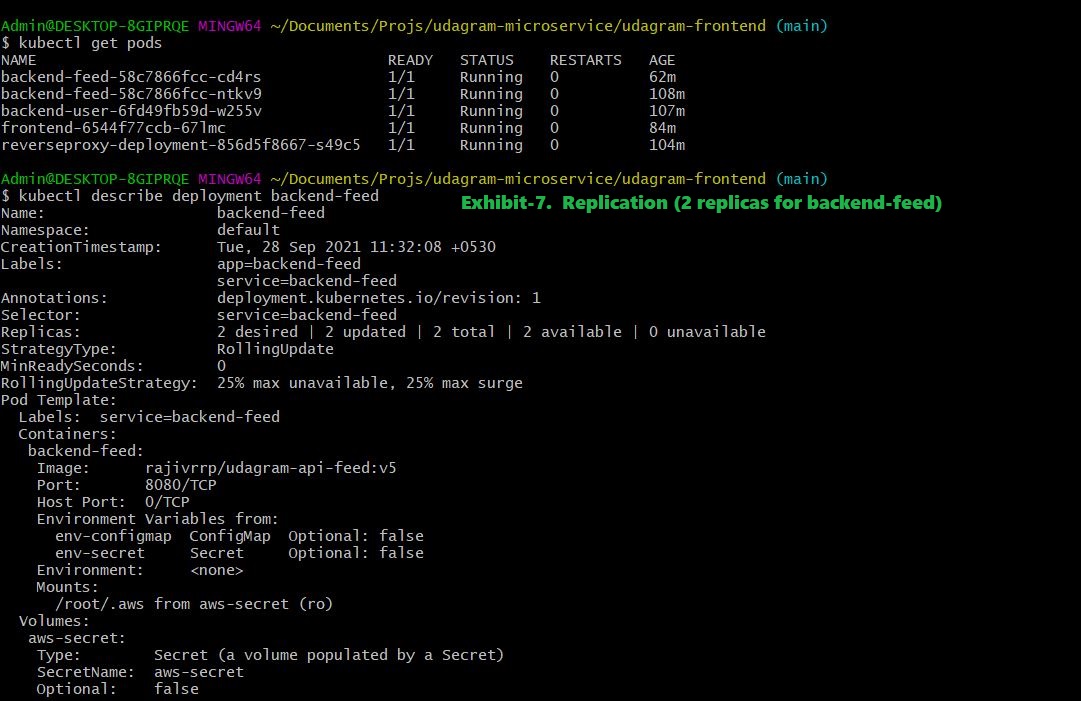 Admin@DESKTOP-8GIPRQE MINGW64 ~/Documents/Projs/udagram-microservice/udagram-frontend (main)
$ kubectl get pods
NAME READY STATUS RESTARTS AGE
backend-feed-58c7866fcc-cd4rs 1/1 Running 0 62m
backend-feed-58c7866fcc-ntkv9 1/1 Running 0 108m
backend-user-6fd49fb59d-w255v 1/1 Running 0 107m
frontend-6544f77ccb-67lmc 1/1 Running 0 84m
reverseproxy-deployment-856d5f8667-s49c5 1/1 Running 0 104m
Admin@DESKTOP-8GIPRQE MINGW64 ~/Documents/Projs/udagram-microservice/udagram-frontend (main)
$ kubectl describe deployment backend-feed
Exhibit-7. Replication (2 replicas for backend-feed)
Name: backend-feed
Namespace: default
CreationTimestamp: Tue, 28 Sep 2021 11:32:08 +0530
Labels: app=backend-feed
service=backend-feed
Annotations: deployment.kubernetes.io/revision: 1
Selector: service=backend-feed
Replicas: 2 desired | 2 updated | 2 total | 2 available | 0 unavailable
StrategyType: RollingUpdate
MinReadySeconds: 0
RollingUpdateStrategy: 25% max unavailable, 25% max surge
Pod Template:
Labels: service=backend-feed
Containers:
backend-feed:
Image: rajivrrp/udagram-api-feed:v5
Port: 8080/TCP
Host Port: 0/TCP
Environment Variables from:
env-configmap ConfigMap Optional: false
env-secret Secret Optional: false
Environment: <none>
Mounts:
/root/.aws from aws-secret (ro)
Volumes:
aws-secret:
Type: Secret (a volume populated by a Secret)
SecretName: aws-secret
Optional: false